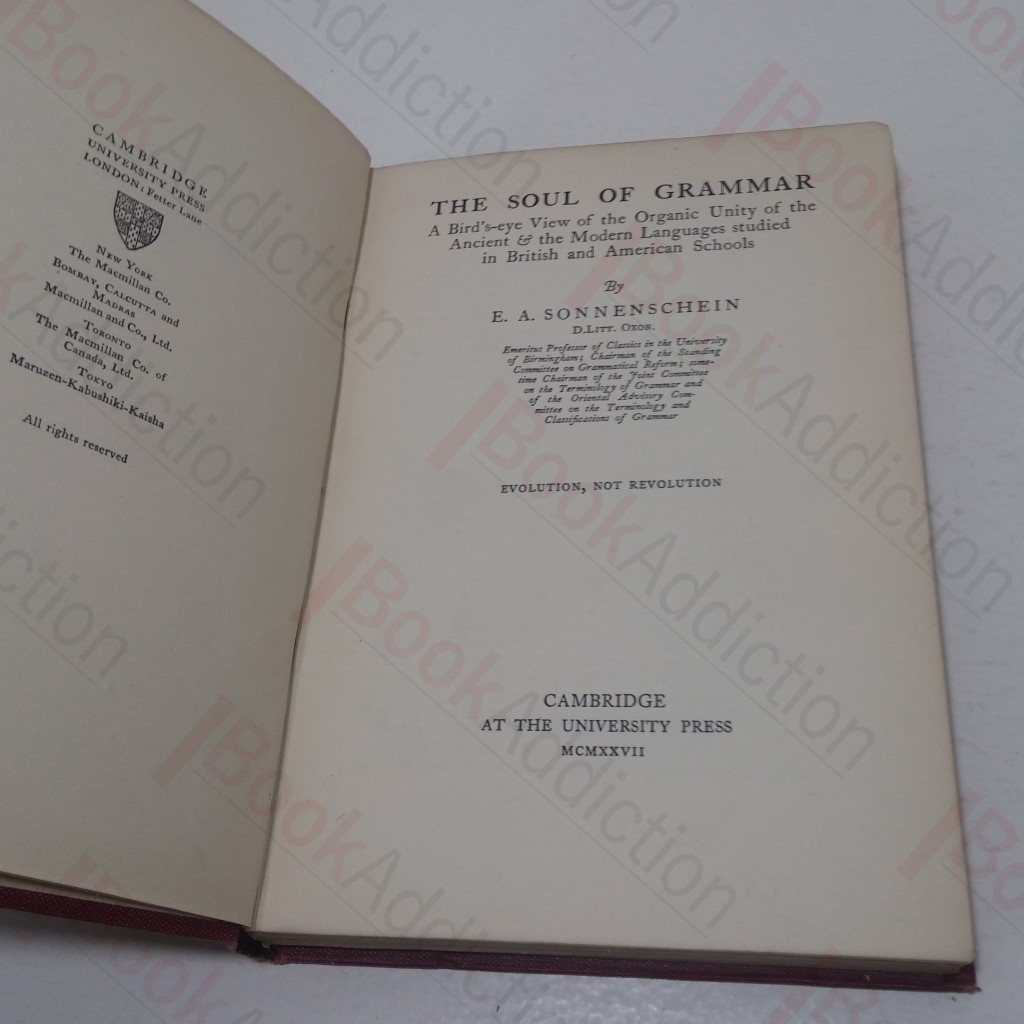 CAMBRIDGE
UNIVERSITY PRESS
LONDON: Fetter Lane
NEW YORK
The Macmillan Co.
BOMBAY, CALCUTTA and
MADRAS
Macmillan and Co., Ltd.
TORONTO
The Macmillan Co. of
Canada, Ltd.
TOKYO
Maruzen-Kabushiki-Kaisha
All rights reserved
THE SOUL OF GRAMMAR
A Bird's-eye View of the Organic Unity of the
Ancient & the Modern Languages studied
in British and American Schools
By
E. A. SONNENSCHEIN
D.LITT. OXON.
Emeritus Professor of Classics in the University
of Birmingham; Chairman of the Standing
Committee on Grammatical Reform; some-
time Chairman of the Joint Committee
on the Terminology of Grammar and
of the Oriental Advisory Com-
mittee on the Terminology and
Classifications of Grammar
EVOLUTION, NOT REVOLUTION
CAMBRIDGE
AT THE UNIVERSITY PRESS
MCMXXVII
BookAddiction